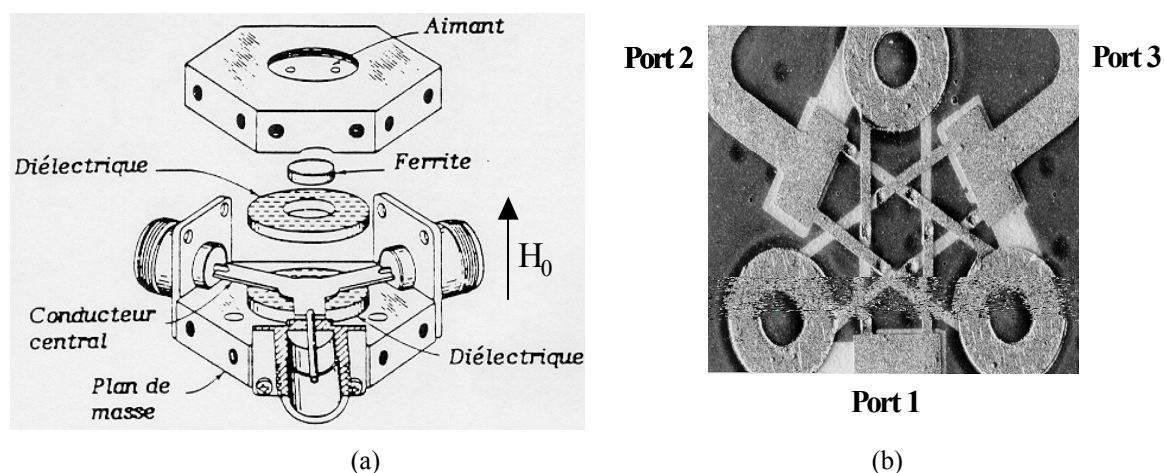 Aimant
Ferrite
Diélectrique
H0
Conducteur
central
Diélectrique
Plan de
masse
(a)
Port 2
Port 3
Port 1
(b)